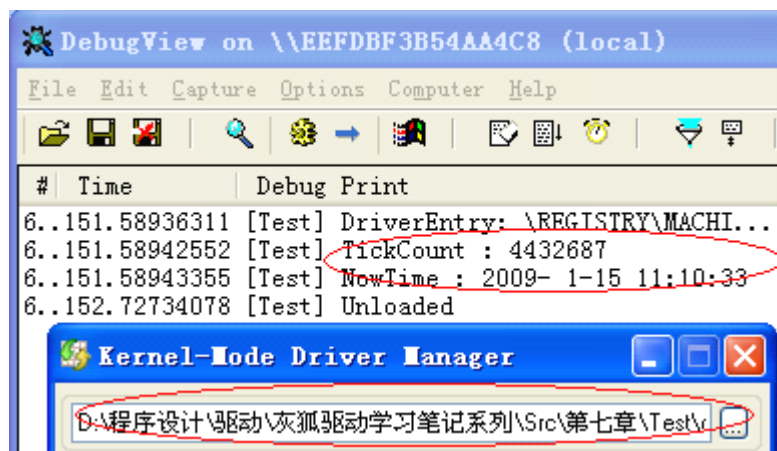 DebugView on \\EEFDBF3B54AA4C8 (local)
File Edit Capture Options Computer Help
# Time Debug Print
6..151.58936311 [Test] DriverEntry: \REGISTRY\MACHI...
6..151.58942552 [Test] TickCount : 4432687
6..151.58943355 [Test] NowTime : 2009- 1-15 11:10:33
6..152.72734078 [Test] Unloaded
Kernel-Mode Driver Manager
D:\程序设计\驱动\灰狐驱动学习笔记系列\Src\第七章\Test\ ...